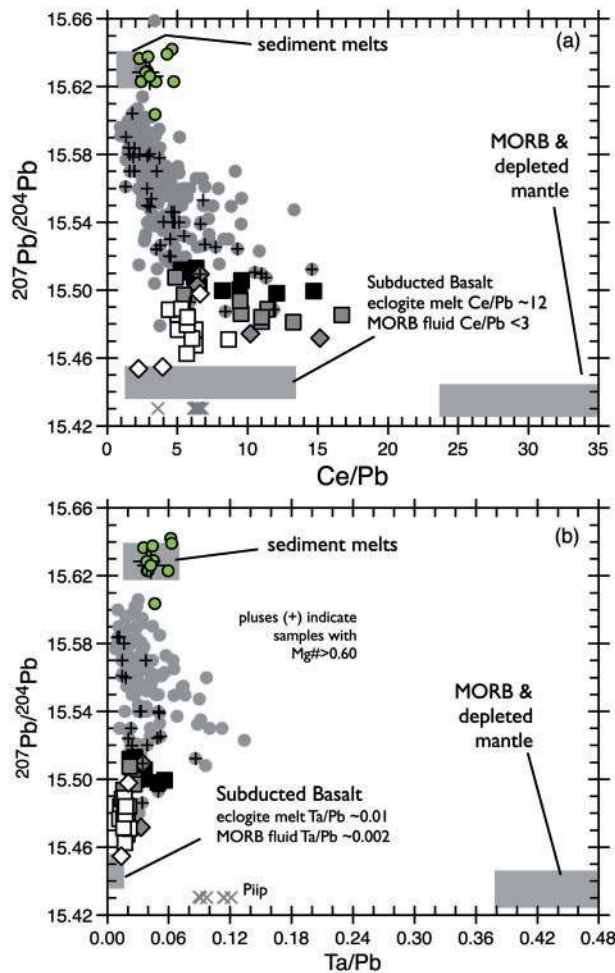 15.66
15.62
15.58
15.54
15.50
15.46
15.42
207Pb/204Pb
(a)
sediment melts
MORB &
depleted
mantle
Subducted Basalt
eclogite melt Ce/Pb ~12
MORB fluid Ce/Pb <3
0 5 10 15 20 25 30 35
Ce/Pb
15.66
15.62
15.58
15.54
15.50
15.46
15.42
207Pb/204Pb
(b)
sediment melts
pluses (+) indicate
samples with
Mg#>0.60
MORB &
depleted
mantle
Subducted Basalt
eclogite melt Ta/Pb ~0.01
MORB fluid Ta/Pb ~0.002
Piip
0.00 0.06 0.12 0.18 0.24 0.30 0.36 0.42 0.48
Ta/Pb